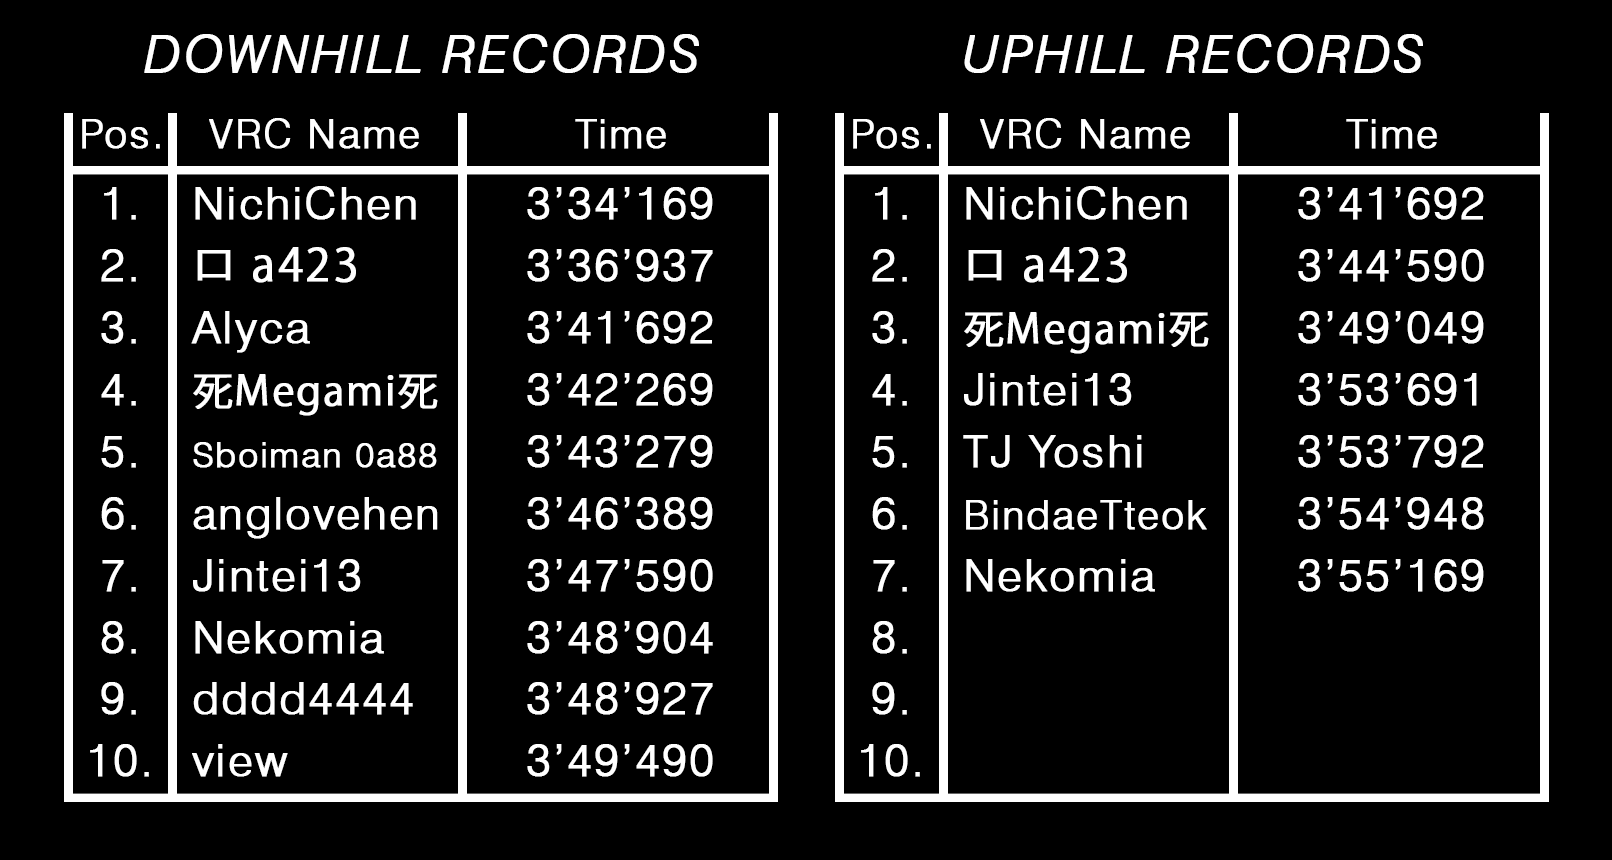 DOWNHILL RECORDS
Pos. VRC Name Time
1. NichiChen 3’34’169
2. 口 a423 3’36’937
3. Alyca 3’41’692
4. 死Megami死 3’42’269
5. Sboiman 0a88 3’43’279
6. anglovehen 3’46’389
7. Jintei13 3’47’590
8. Nekomia 3’48’904
9. dddd4444 3’48’927
10. view 3’49’490
UPHILL RECORDS
Pos. VRC Name Time
1. NichiChen 3’41’692
2. 口 a423 3’44’590
3. 死Megami死 3’49’049
4. Jintei13 3’53’691
5. TJ Yoshi 3’53’792
6. BindaeTteok 3’54’948
7. Nekomia 3’55’169
8.
9.
10.